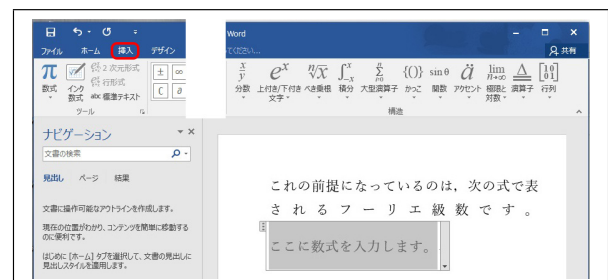 Word
ファイル ホーム 挿入 デザイン
共有
π 数式
インク数式
2 次元形式
行形式
abc 標準テキスト
ツール
± ∞
∁ ∂
x/y 分数
eˣ 上付き/下付き文字
ⁿ√x べき乗根
∫ 積分
Σ 大型演算子
{()} かっこ
sin θ 関数
ä アクセント
lim n→∞ 極限と対数
≜ 演算子
[10 01] 行列
構造
ナビゲーション
文書の検索
見出し ページ 結果
文書に操作可能なアウトラインを作成します。
現在の位置がわかり、コンテンツを簡単に移動する
のに便利です。
はじめに [ホーム] タブを選択して、文書の見出しに
見出しスタイルを適用します。
これの前提になっているのは，次の式で表
されるフーリエ級数です。
ここに数式を入力します。